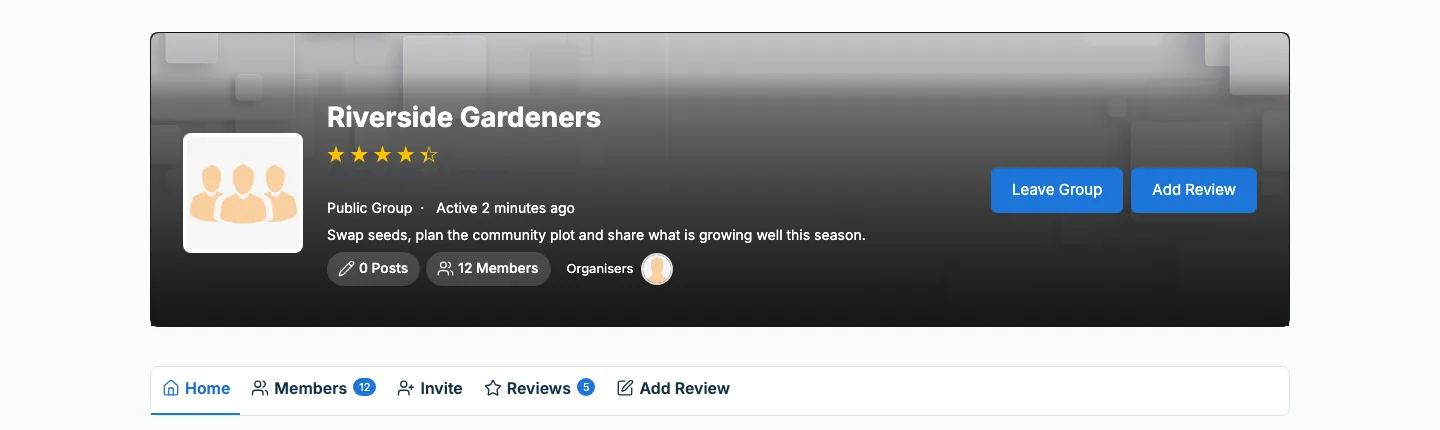 Riverside Gardeners
Public Group · Active 2 minutes ago
Swap seeds, plan the community plot and share what is growing well this season.
0 Posts 12 Members Organisers
Leave Group Add Review
Home Members 12 Invite Reviews 5 Add Review